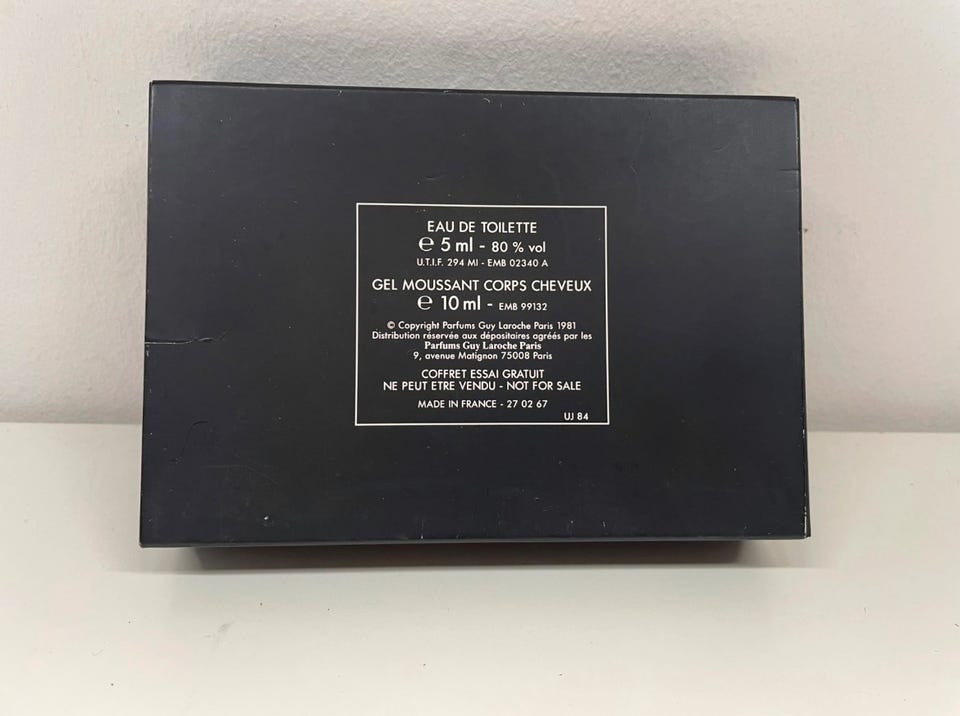 EAU DE TOILETTE
℮ 5 ml - 80 % vol
U.T.I.F. 294 MI - EMB 02340 A
GEL MOUSSANT CORPS CHEVEUX
℮ 10 ml - EMB 99132
© Copyright Parfums Guy Laroche Paris 1981
Distribution réservée aux dépositaires agréés par les
Parfums Guy Laroche Paris
9, avenue Matignon 75008 Paris
COFFRET ESSAI GRATUIT
NE PEUT ETRE VENDU - NOT FOR SALE
MADE IN FRANCE - 27 02 67
UJ 84